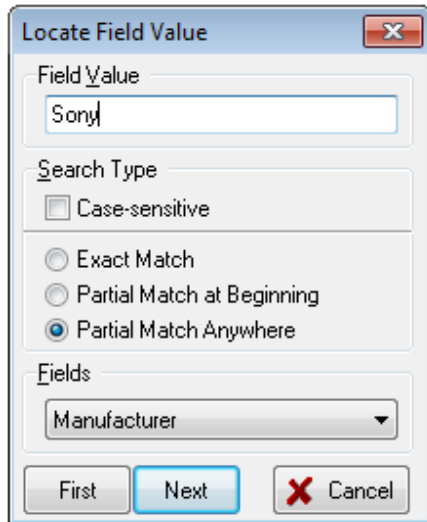 Locate Field Value
Field Value
Sony
Search Type
Case-sensitive
Exact Match
Partial Match at Beginning
Partial Match Anywhere
Fields
Manufacturer
First Next Cancel